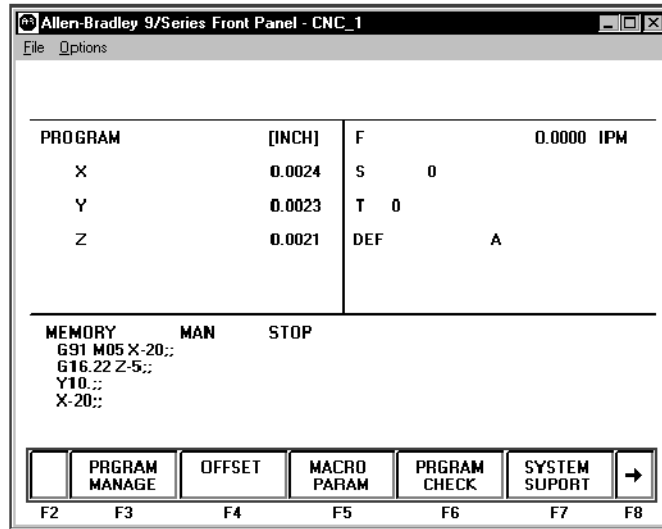 AB Allen-Bradley 9/Series Front Panel - CNC_1
File Options
PROGRAM [INCH] F 0.0000 IPM
X 0.0024 S 0
Y 0.0023 T 0
Z 0.0021 DEF A
MEMORY MAN STOP
G91 M05 X-20;;
G16.22 Z-5;;
Y10.;;
X-20;;
PRGRAM MANAGE OFFSET MACRO PARAM PRGRAM CHECK SYSTEM SUPORT
F2 F3 F4 F5 F6 F7 F8